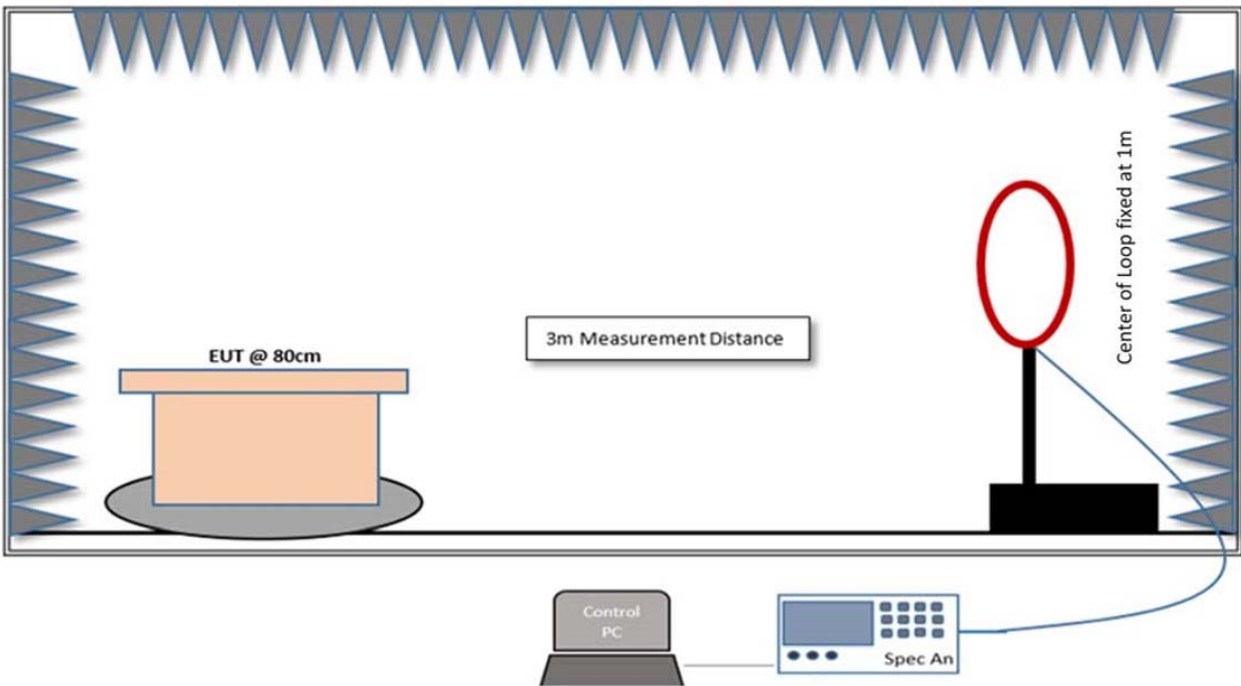 Center of Loop fixed at 1m
3m Measurement Distance
EUT @ 80cm
Control
PC
Spec An